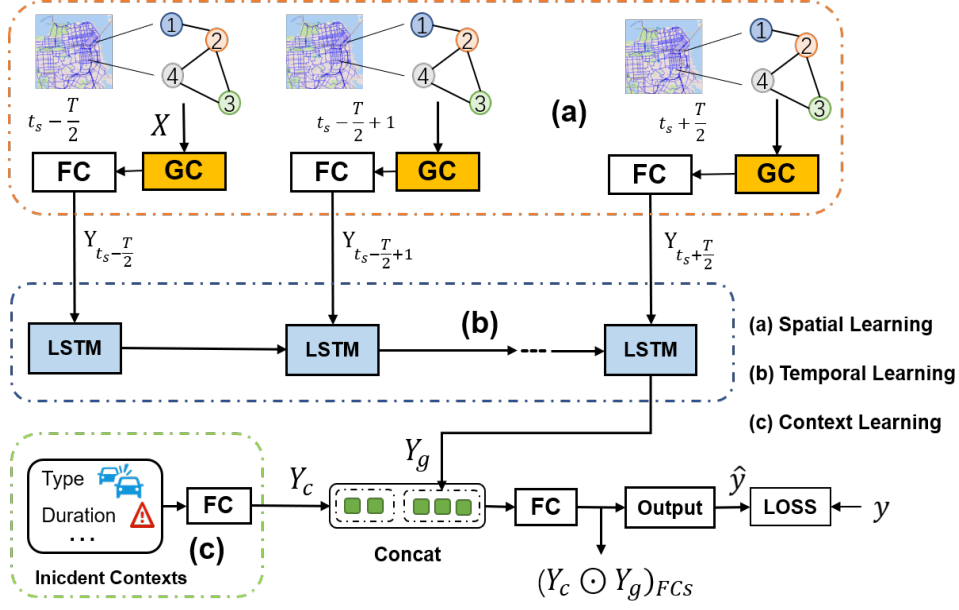 1 2 4 3
1 2 4 3
1 2 4 3
t_s - T/2
X
t_s - T/2 + 1
(a)
t_s + T/2
FC GC
FC GC
FC GC
Y_{t_s - T/2}
Y_{t_s - T/2 + 1}
Y_{t_s + T/2}
(b)
LSTM
LSTM
LSTM
(a) Spatial Learning
(b) Temporal Learning
(c) Context Learning
Type
Duration
...
FC
(c)
Inicdent Contexts
Y_c
Y_g
Concat
FC
Output
ŷ
LOSS
y
(Y_c ⊙ Y_g)_{FCs}